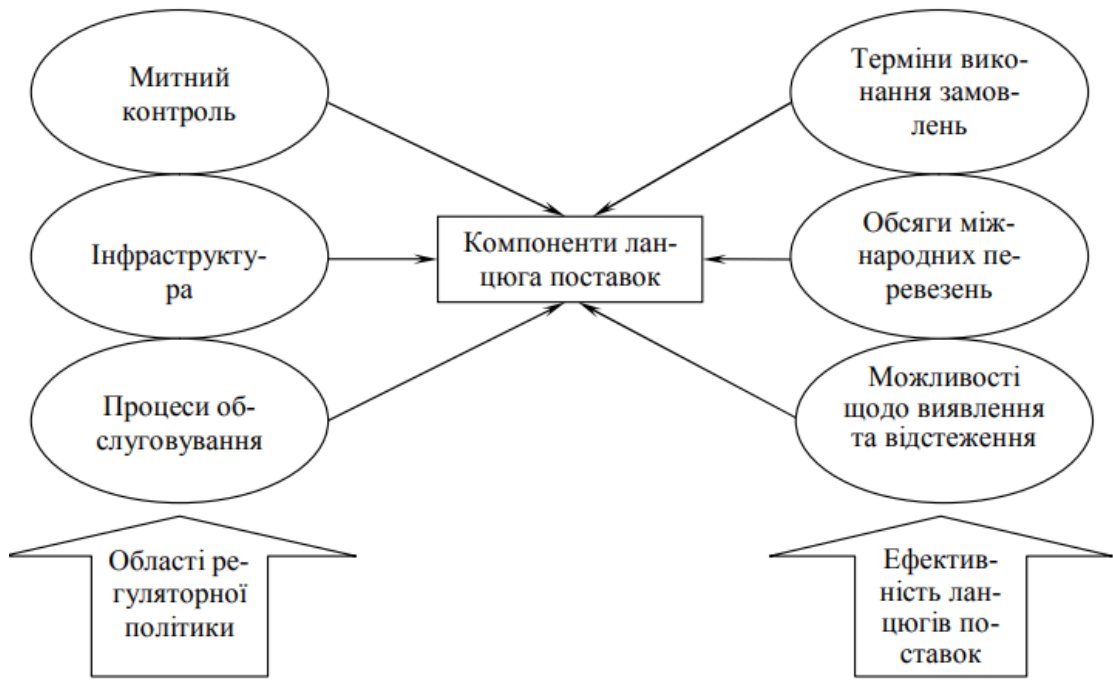 Митний
контроль
Інфраструкту-
ра
Процеси об-
слуговування
Області ре-
гуляторної
політики
Компоненти лан-
цюга поставок
Терміни вико-
нання замов-
лень
Обсяги між-
народних пе-
ревезень
Можливості
щодо виявлення
та відстеження
Ефектив-
ність лан-
цюгів по-
ставок